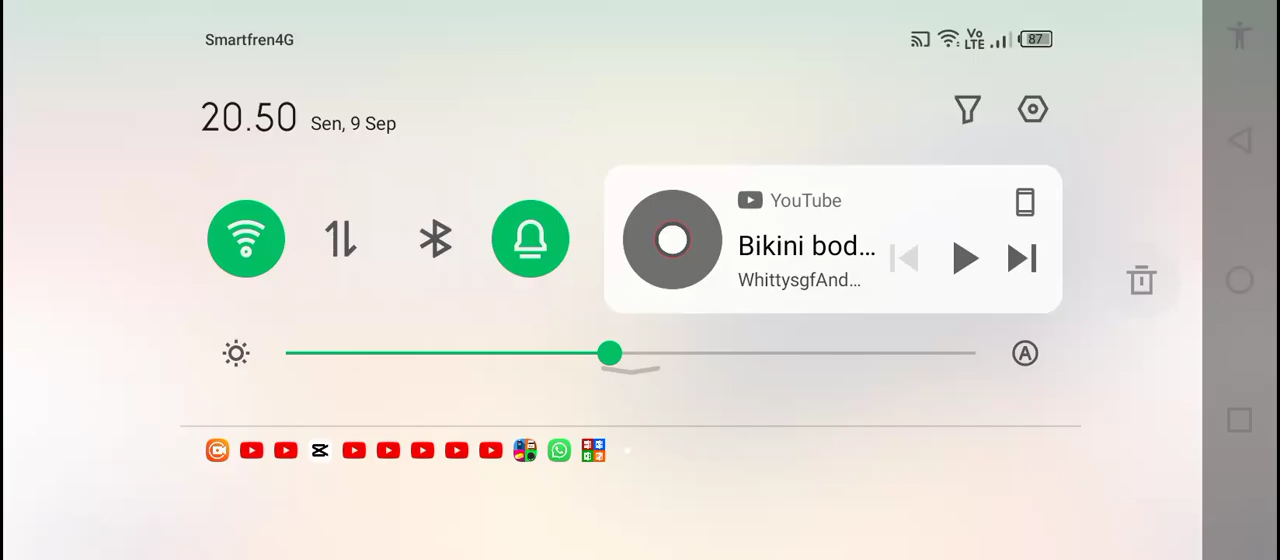 Smartfren4G
Vo
LTE
87
20.50 Sen, 9 Sep
YouTube
Bikini bod...
WhittysgfAnd...
A